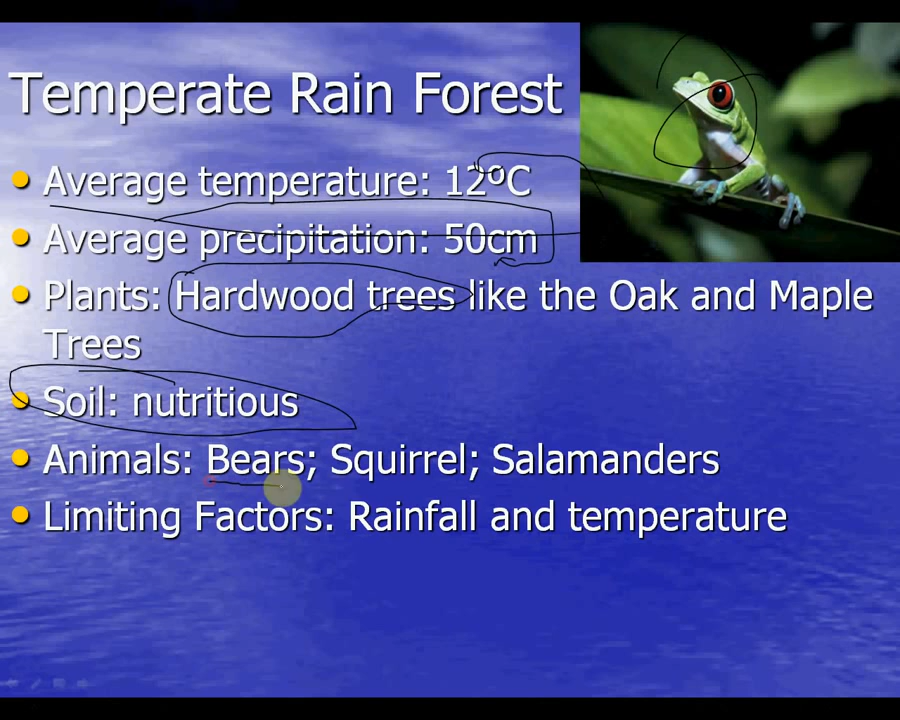 Temperate Rain Forest
Average temperature: 12ºC
Average precipitation: 50cm
Plants: Hardwood trees like the Oak and Maple
Trees
Soil: nutritious
Animals: Bears; Squirrel; Salamanders
Limiting Factors: Rainfall and temperature